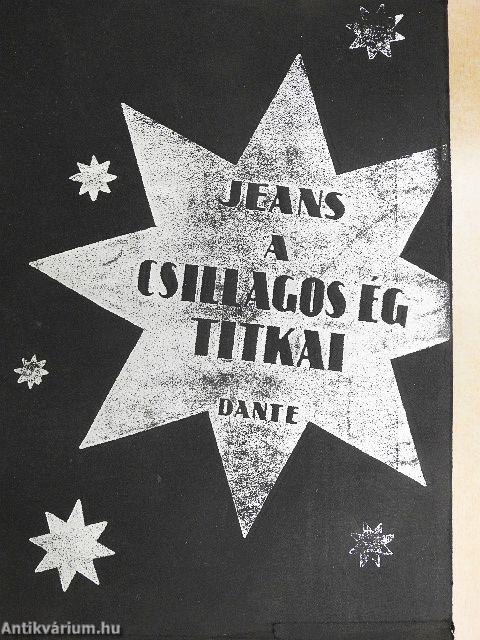 JEANS
A
CSILLAGOS ÉG
TITKAI
DANTE
Antikvárium.hu